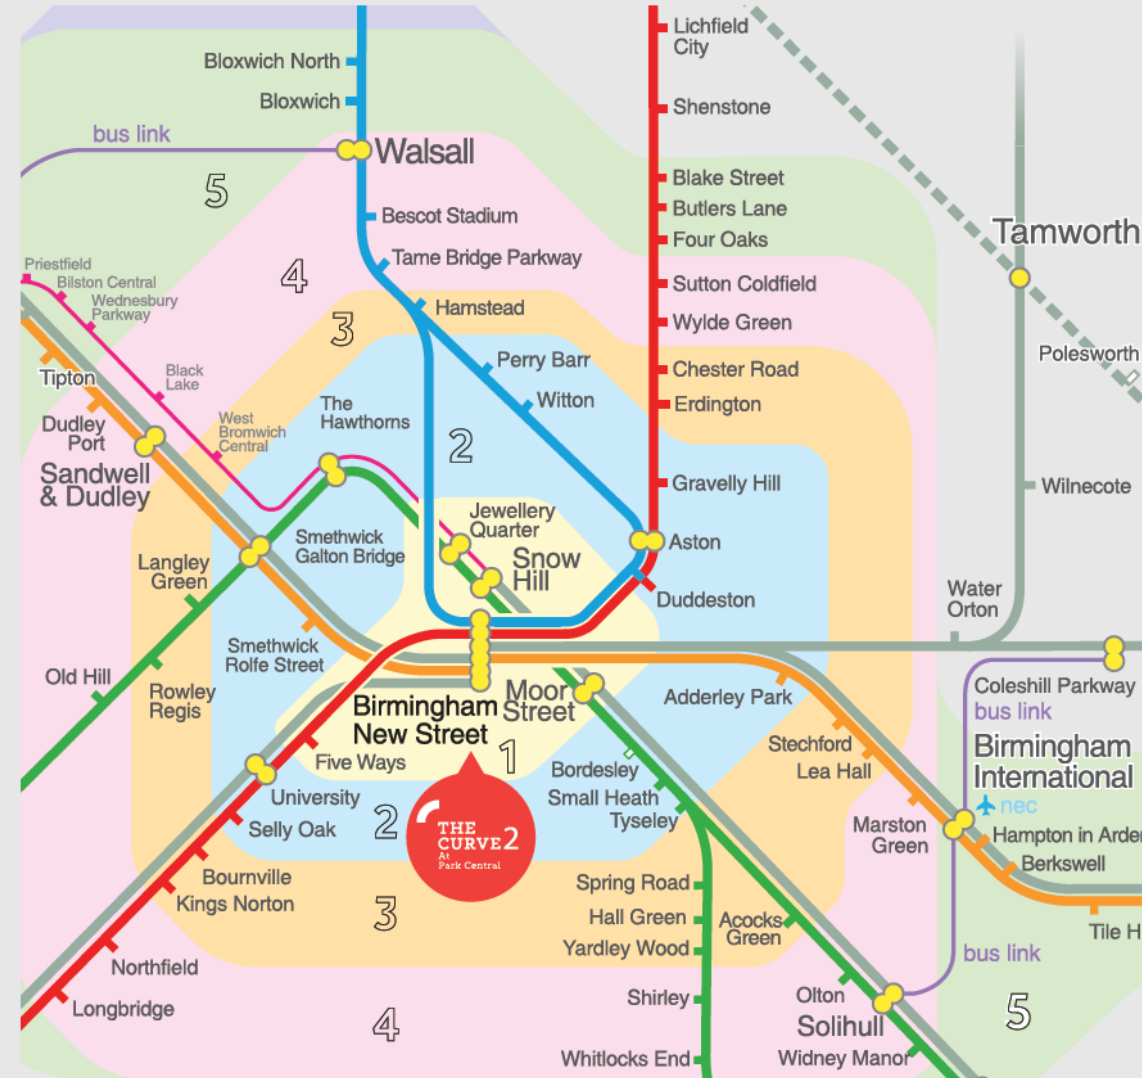 Lichfield
City
Bloxwich North
Bloxwich
Shenstone
bus link
Walsall
5
Blake Street
Butlers Lane
Four Oaks
Bescot Stadium
Tamworth
Tame Bridge Parkway
Priestfield
Bilston Central
Wednesbury
Parkway
4
Sutton Coldfield
Hamstead
Wylde Green
3
Polesworth
Perry Barr
Chester Road
Tipton
Black
Lake
Witton
Erdington
The
Hawthorns
Dudley
Port
West
Bromwich
Central
2
Sandwell
& Dudley
Gravelly Hill
Wilnecote
Jewellery
Quarter
Smethwick
Galton Bridge
Aston
Snow
Hill
Langley
Green
Duddeston
Water
Orton
Smethwick
Rolfe Street
Old Hill
Rowley
Regis
Birmingham
New Street
Moor
Street
Adderley Park
Coleshill Parkway
bus link
1
Five Ways
Stechford
Lea Hall
Birmingham
International
nec
Bordesley
Small Heath
Tyseley
University
Selly Oak
2
THE
CURVE2
At
Park Central
Marston
Green
Hampton in Arde
Berkswell
Bournville
Kings Norton
Spring Road
3
Hall Green
Acocks
Green
Yardley Wood
Tile H
bus link
Northfield
Longbridge
Shirley
Olton
Solihull
5
4
Whitlocks End
Widney Manor